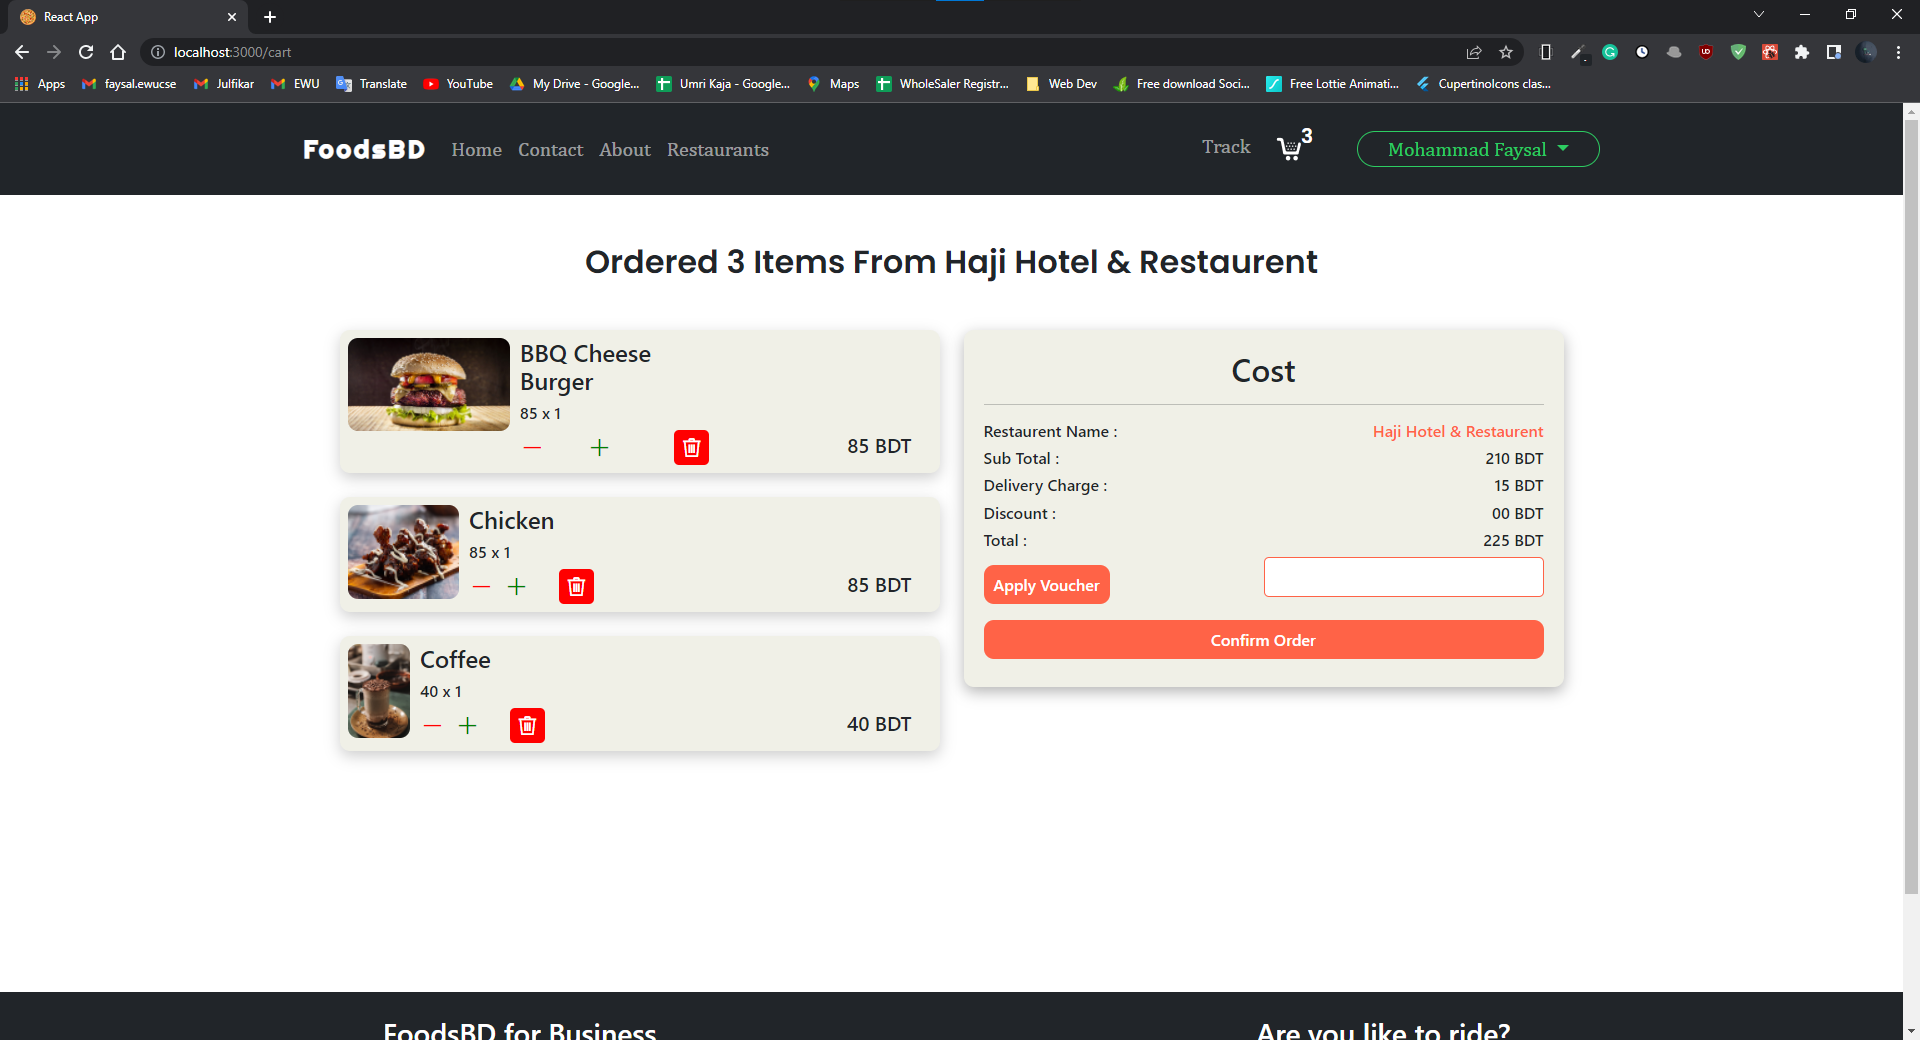 React App
localhost:3000/cart
Apps faysal.ewucse Julfikar EWU Translate YouTube My Drive - Google... Umri Kaja - Google... Maps WholeSaler Registr... Web Dev Free download Soci... Free Lottie Animati... CupertinoIcons clas...
FoodsBD Home Contact About Restaurants Track 3 Mohammad Faysal
Ordered 3 Items From Haji Hotel & Restaurent
BBQ Cheese
Burger
85 x 1
85 BDT
Chicken
85 x 1
85 BDT
Coffee
40 x 1
40 BDT
Cost
Restaurent Name : Haji Hotel & Restaurent
Sub Total : 210 BDT
Delivery Charge : 15 BDT
Discount : 00 BDT
Total : 225 BDT
Apply Voucher
Confirm Order
FoodsBD for Business Are you like to ride?